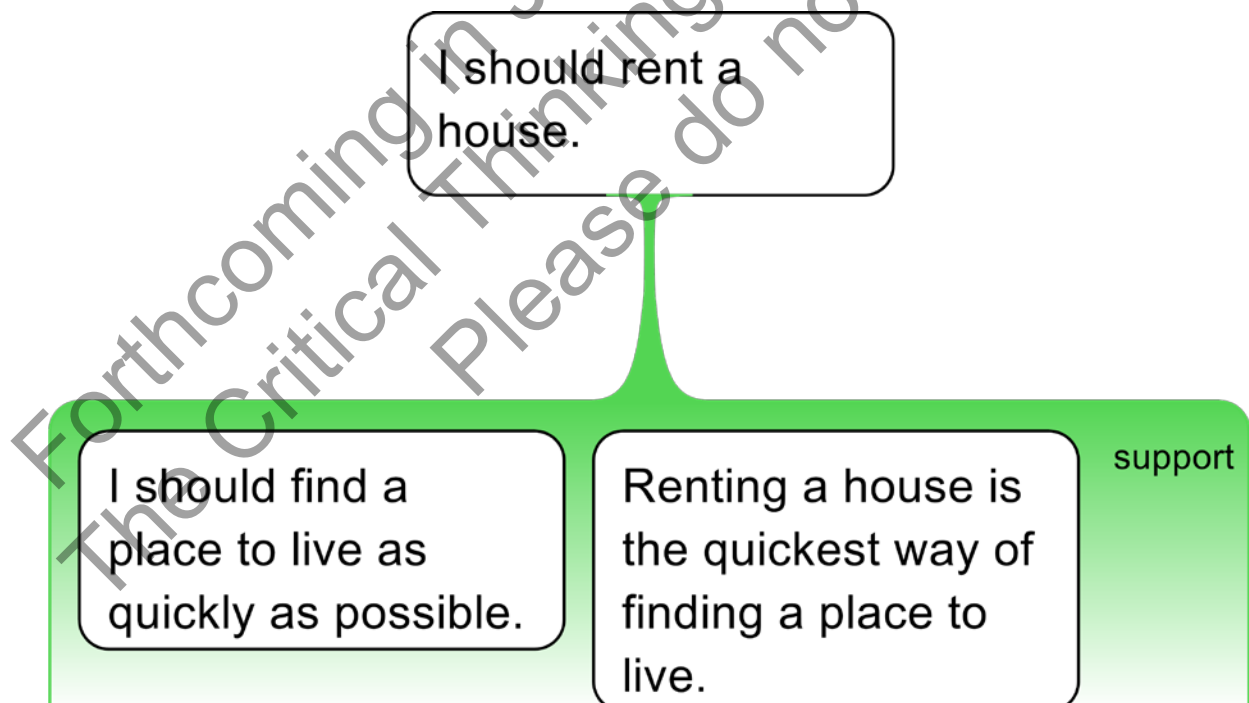 I should rent a
house.
I should find a
place to live as
quickly as possible.
Renting a house is
the quickest way of
finding a place to
live.
support
Forthcoming in
The Critical Thinking
Please do no